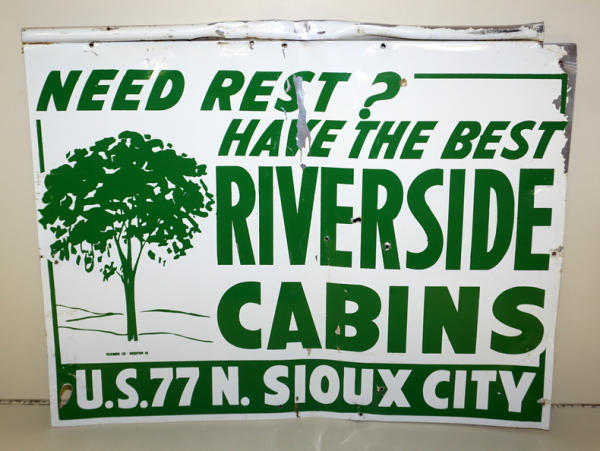 NEED REST?
HAVE THE BEST
RIVERSIDE
CABINS
U.S.77 N. SIOUX CITY